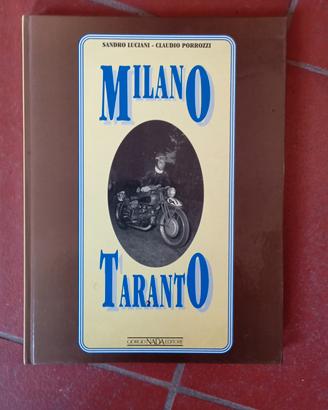 SANDRO LUCIANI - CLAUDIO PORROZZI
MILANO
TARANTO
GIORGIO NADA EDITORE